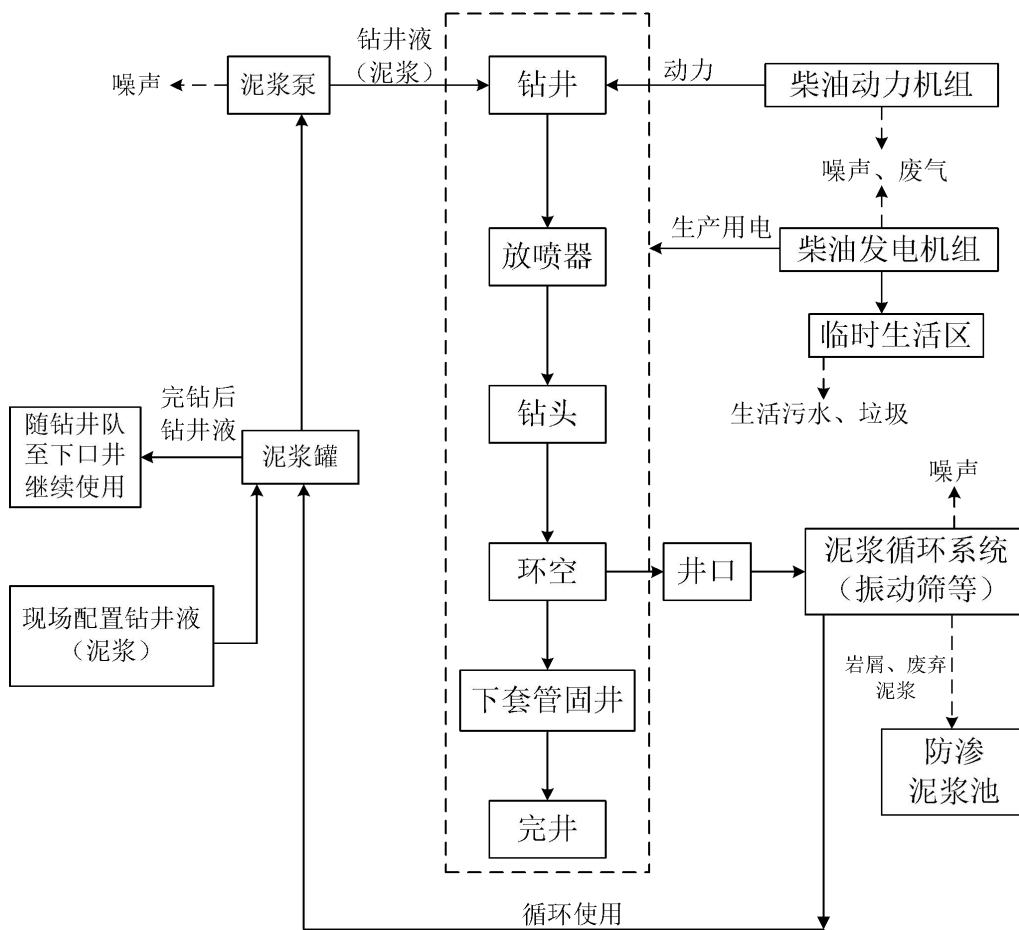 钻井液
（泥浆）
噪声
泥浆泵
钻井
动力
柴油动力机组
噪声、废气
生产用电
放喷器
柴油发电机组
临时生活区
完钻后
钻井液
钻头
生活污水、垃圾
随钻井队
至下口井
继续使用
泥浆罐
噪声
环空
井口
泥浆循环系统
（振动筛等）
现场配置钻井液
（泥浆）
岩屑、废弃
泥浆
下套管固井
防渗
泥浆池
完井
循环使用